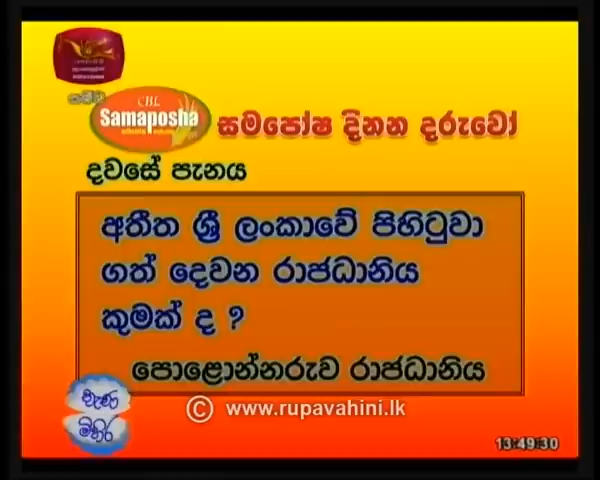 සජීව
CBL
Samaposha
සමපෝෂ දිනන දරුවෝ
දවසේ පැනය
අතීත ශ්‍රී ලංකාවේ පිහිටුවා
ගත් දෙවන රාජධානිය
කුමක් ද ?
පොළොන්නරුව රාජධානිය
නැණ
මිහිර
© www.rupavahini.lk
13:49:30